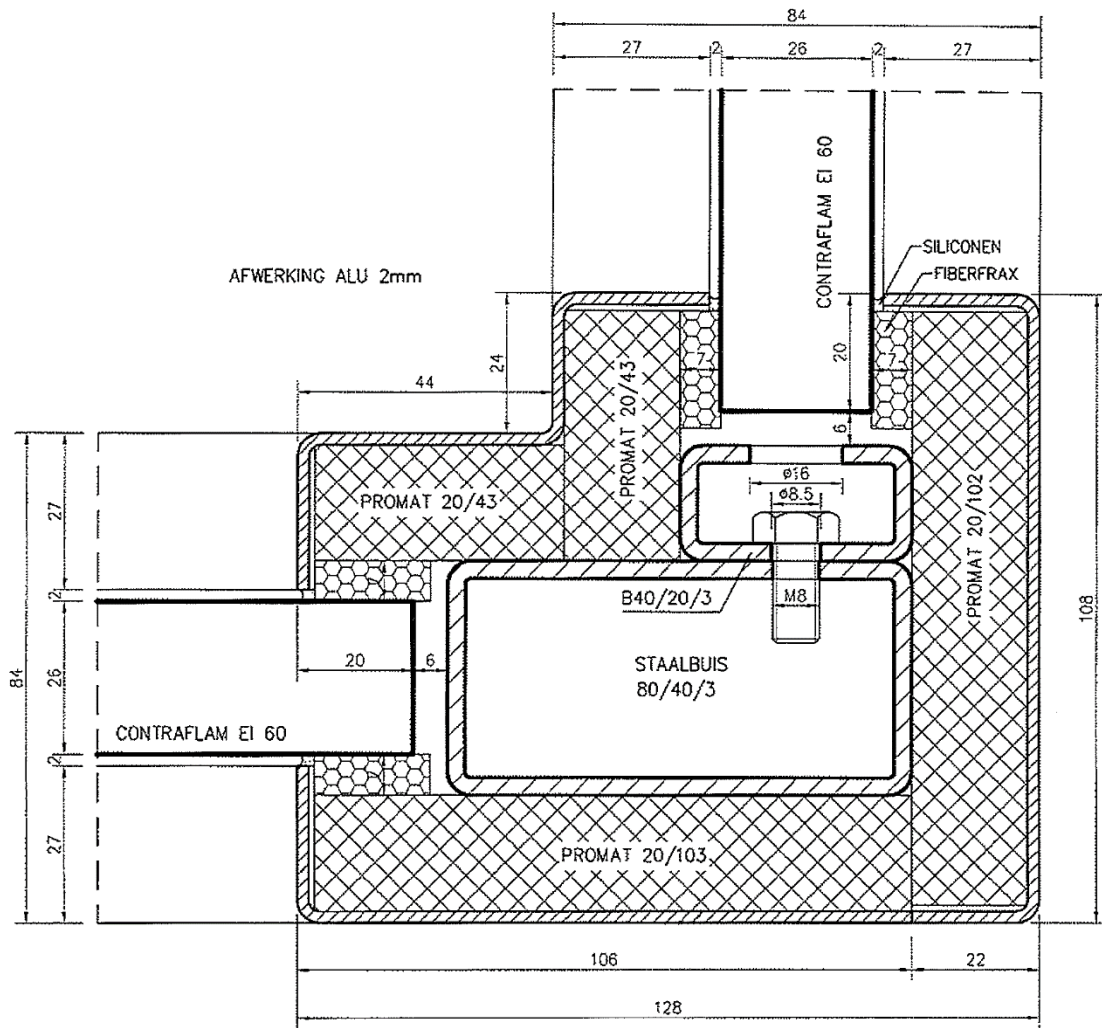 84
27
2
26
2
27
CONTRAFLAM EI 60
SILICONEN
FIBERFRAX
AFWERKING ALU 2mm
24
20
44
7
7
PROMAT 20/43
6
ø16
PROMAT 20/43
ø8.5
PROMAT 20/102
27
2
B40/20/3
M8
108
84
26
20
6
STAALBUIS
80/40/3
CONTRAFLAM EI 60
2
27
PROMAT 20/103
106
22
128